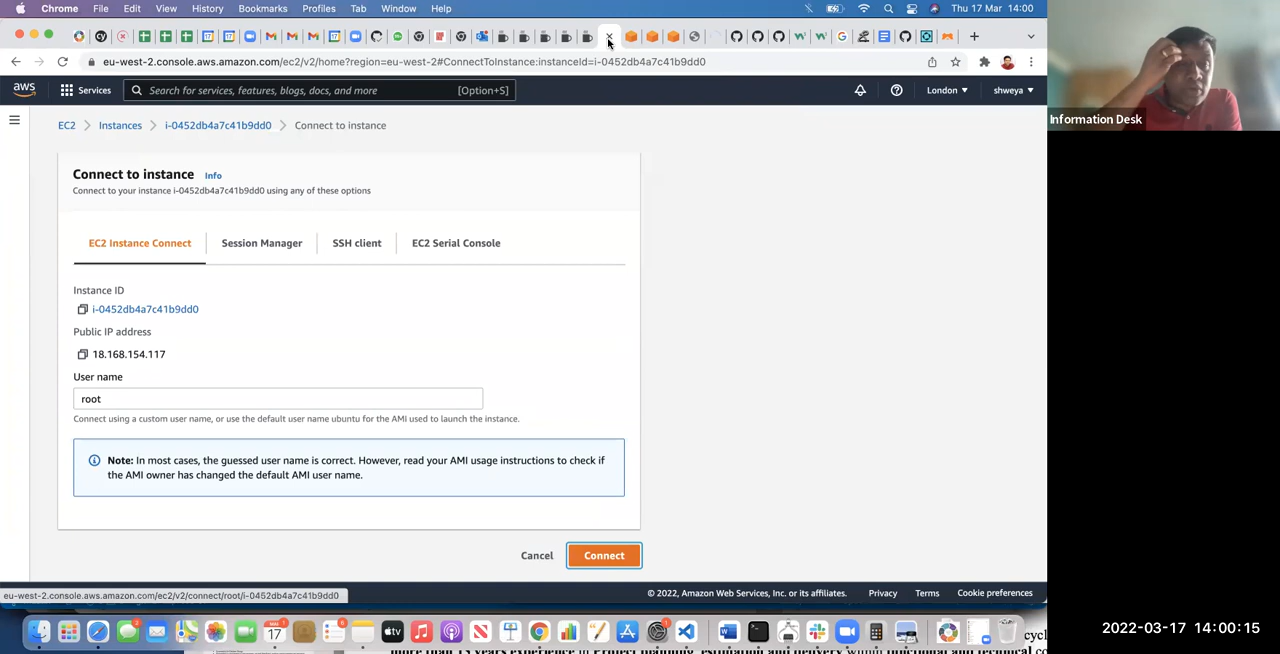 Chrome File Edit View History Bookmarks Profiles Tab Window Help Thu 17 Mar 14:00
eu-west-2.console.aws.amazon.com/ec2/v2/home?region=eu-west-2#ConnectToInstance:instanceId=i-0452db4a7c41b9dd0
aws Services Search for services, features, blogs, docs, and more [Option+S] London shweya
EC2 Instances i-0452db4a7c41b9dd0 Connect to instance
Information Desk
Connect to instance Info
Connect to your instance i-0452db4a7c41b9dd0 using any of these options
EC2 Instance Connect Session Manager SSH client EC2 Serial Console
Instance ID
i-0452db4a7c41b9dd0
Public IP address
18.168.154.117
User name
root
Connect using a custom user name, or use the default user name ubuntu for the AMI used to launch the instance.
Note: In most cases, the guessed user name is correct. However, read your AMI usage instructions to check if
the AMI owner has changed the default AMI user name.
Cancel Connect
eu-west-2.console.aws.amazon.com/ec2/v2/connect/root/i-0452db4a7c41b9dd0
© 2022, Amazon Web Services, Inc. or its affiliates. Privacy Terms Cookie preferences
2022-03-17 14:00:15